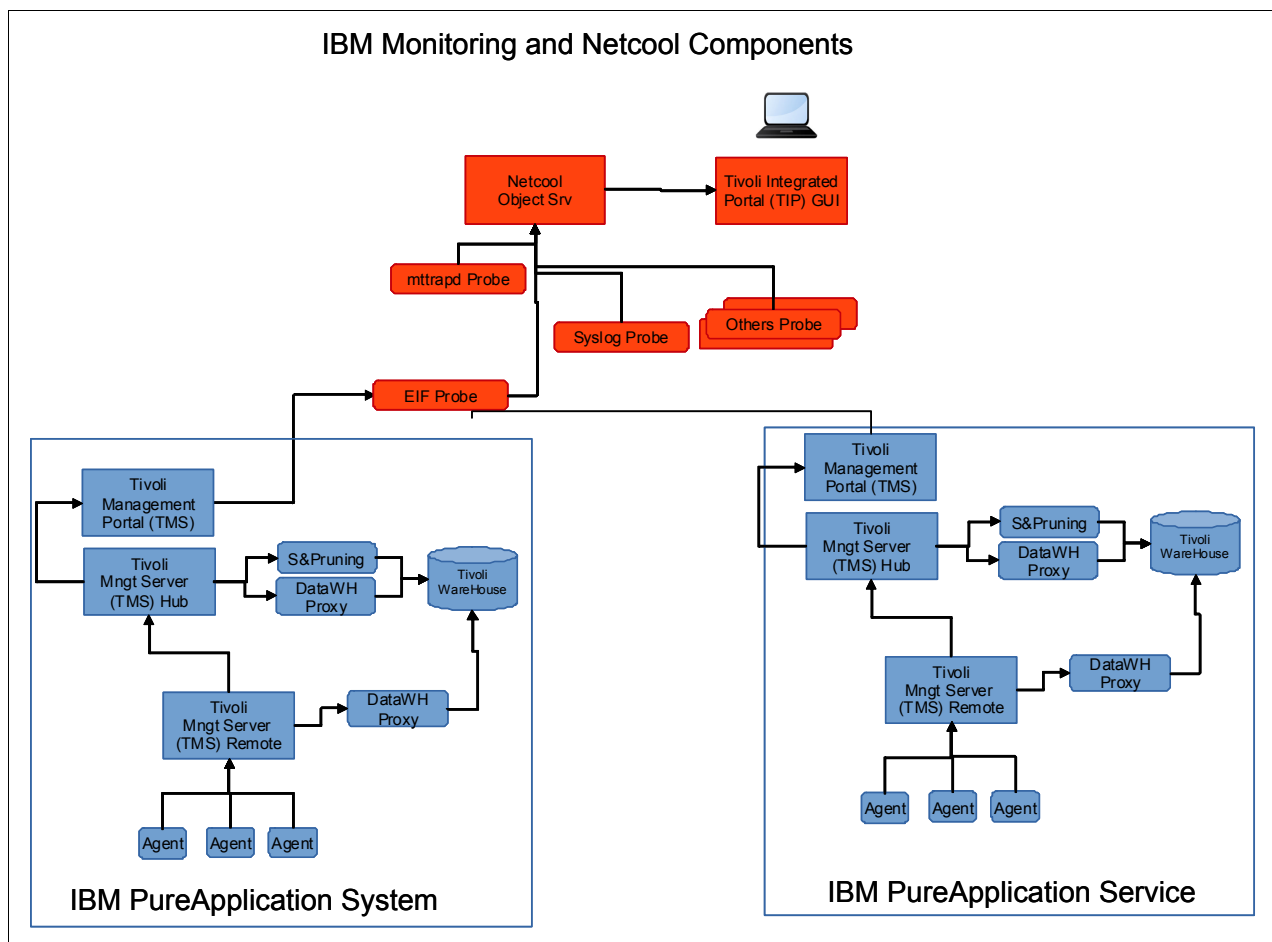 IBM Monitoring and Netcool Components
Netcool
Object Srv
Tivoli Integrated
Portal (TIP) GUI
mttrapd Probe
Syslog Probe
Others Probe
EIF Probe
Tivoli
Management
Portal (TMS)
Tivoli
Mngt Server
(TMS) Hub
S&Pruning
DataWH
Proxy
Tivoli
WareHouse
Tivoli
Mngt Server
(TMS) Remote
DataWH
Proxy
Agent
Agent
Agent
IBM PureApplication System
Tivoli
Management
Portal (TMS)
Tivoli
Mngt Server
(TMS) Hub
S&Pruning
DataWH
Proxy
Tivoli
WareHouse
Tivoli
Mngt Server
(TMS) Remote
DataWH
Proxy
Agent
Agent
Agent
IBM PureApplication Service